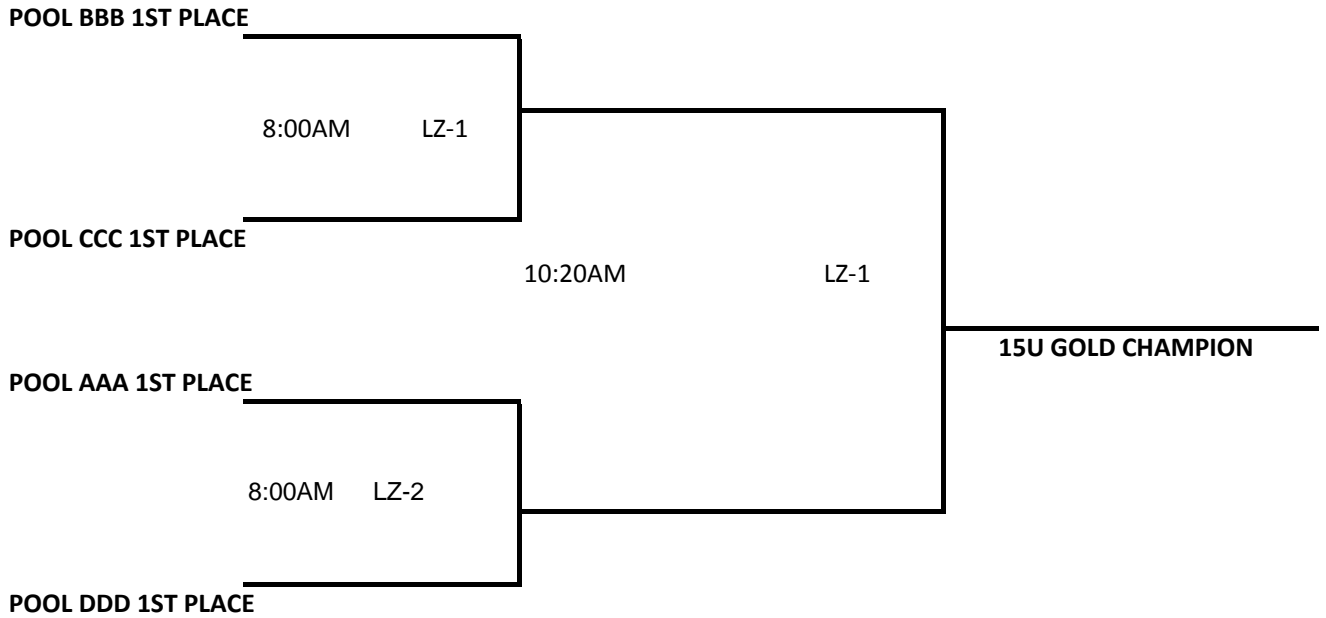 POOL BBB 1ST PLACE
8:00AM LZ-1
POOL CCC 1ST PLACE
10:20AM LZ-1
15U GOLD CHAMPION
POOL AAA 1ST PLACE
8:00AM LZ-2
POOL DDD 1ST PLACE